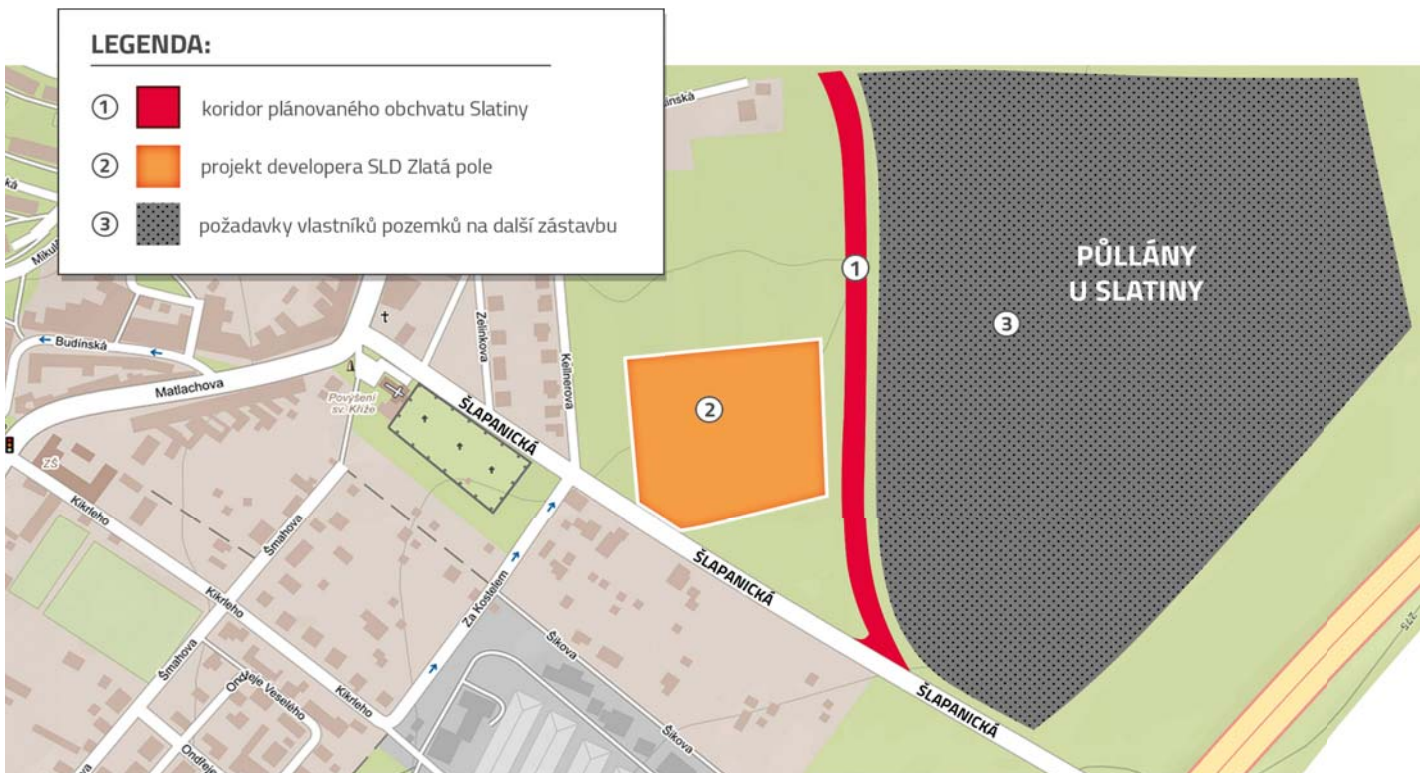 LEGENDA:
1 koridor plánovaného obchvatu Slatiny
2 projekt developera SLD Zlatá pole
3 požadavky vlastníků pozemků na další zástavbu
PŮLLÁNY
U SLATINY
1
2
3
Budínská
Matlachova
Povýšení
sv. Kříže
Zelinkova
Keilnerova
ŠLAPANICKÁ
ŠLAPANICKÁ
ŠLAPANICKÁ
ZŠ
Kikrleho
Kikrleho
Kikrleho
Šmahova
Šmahova
Za Kostelem
Šikova
Šikova
Ondřeje Veselého
275